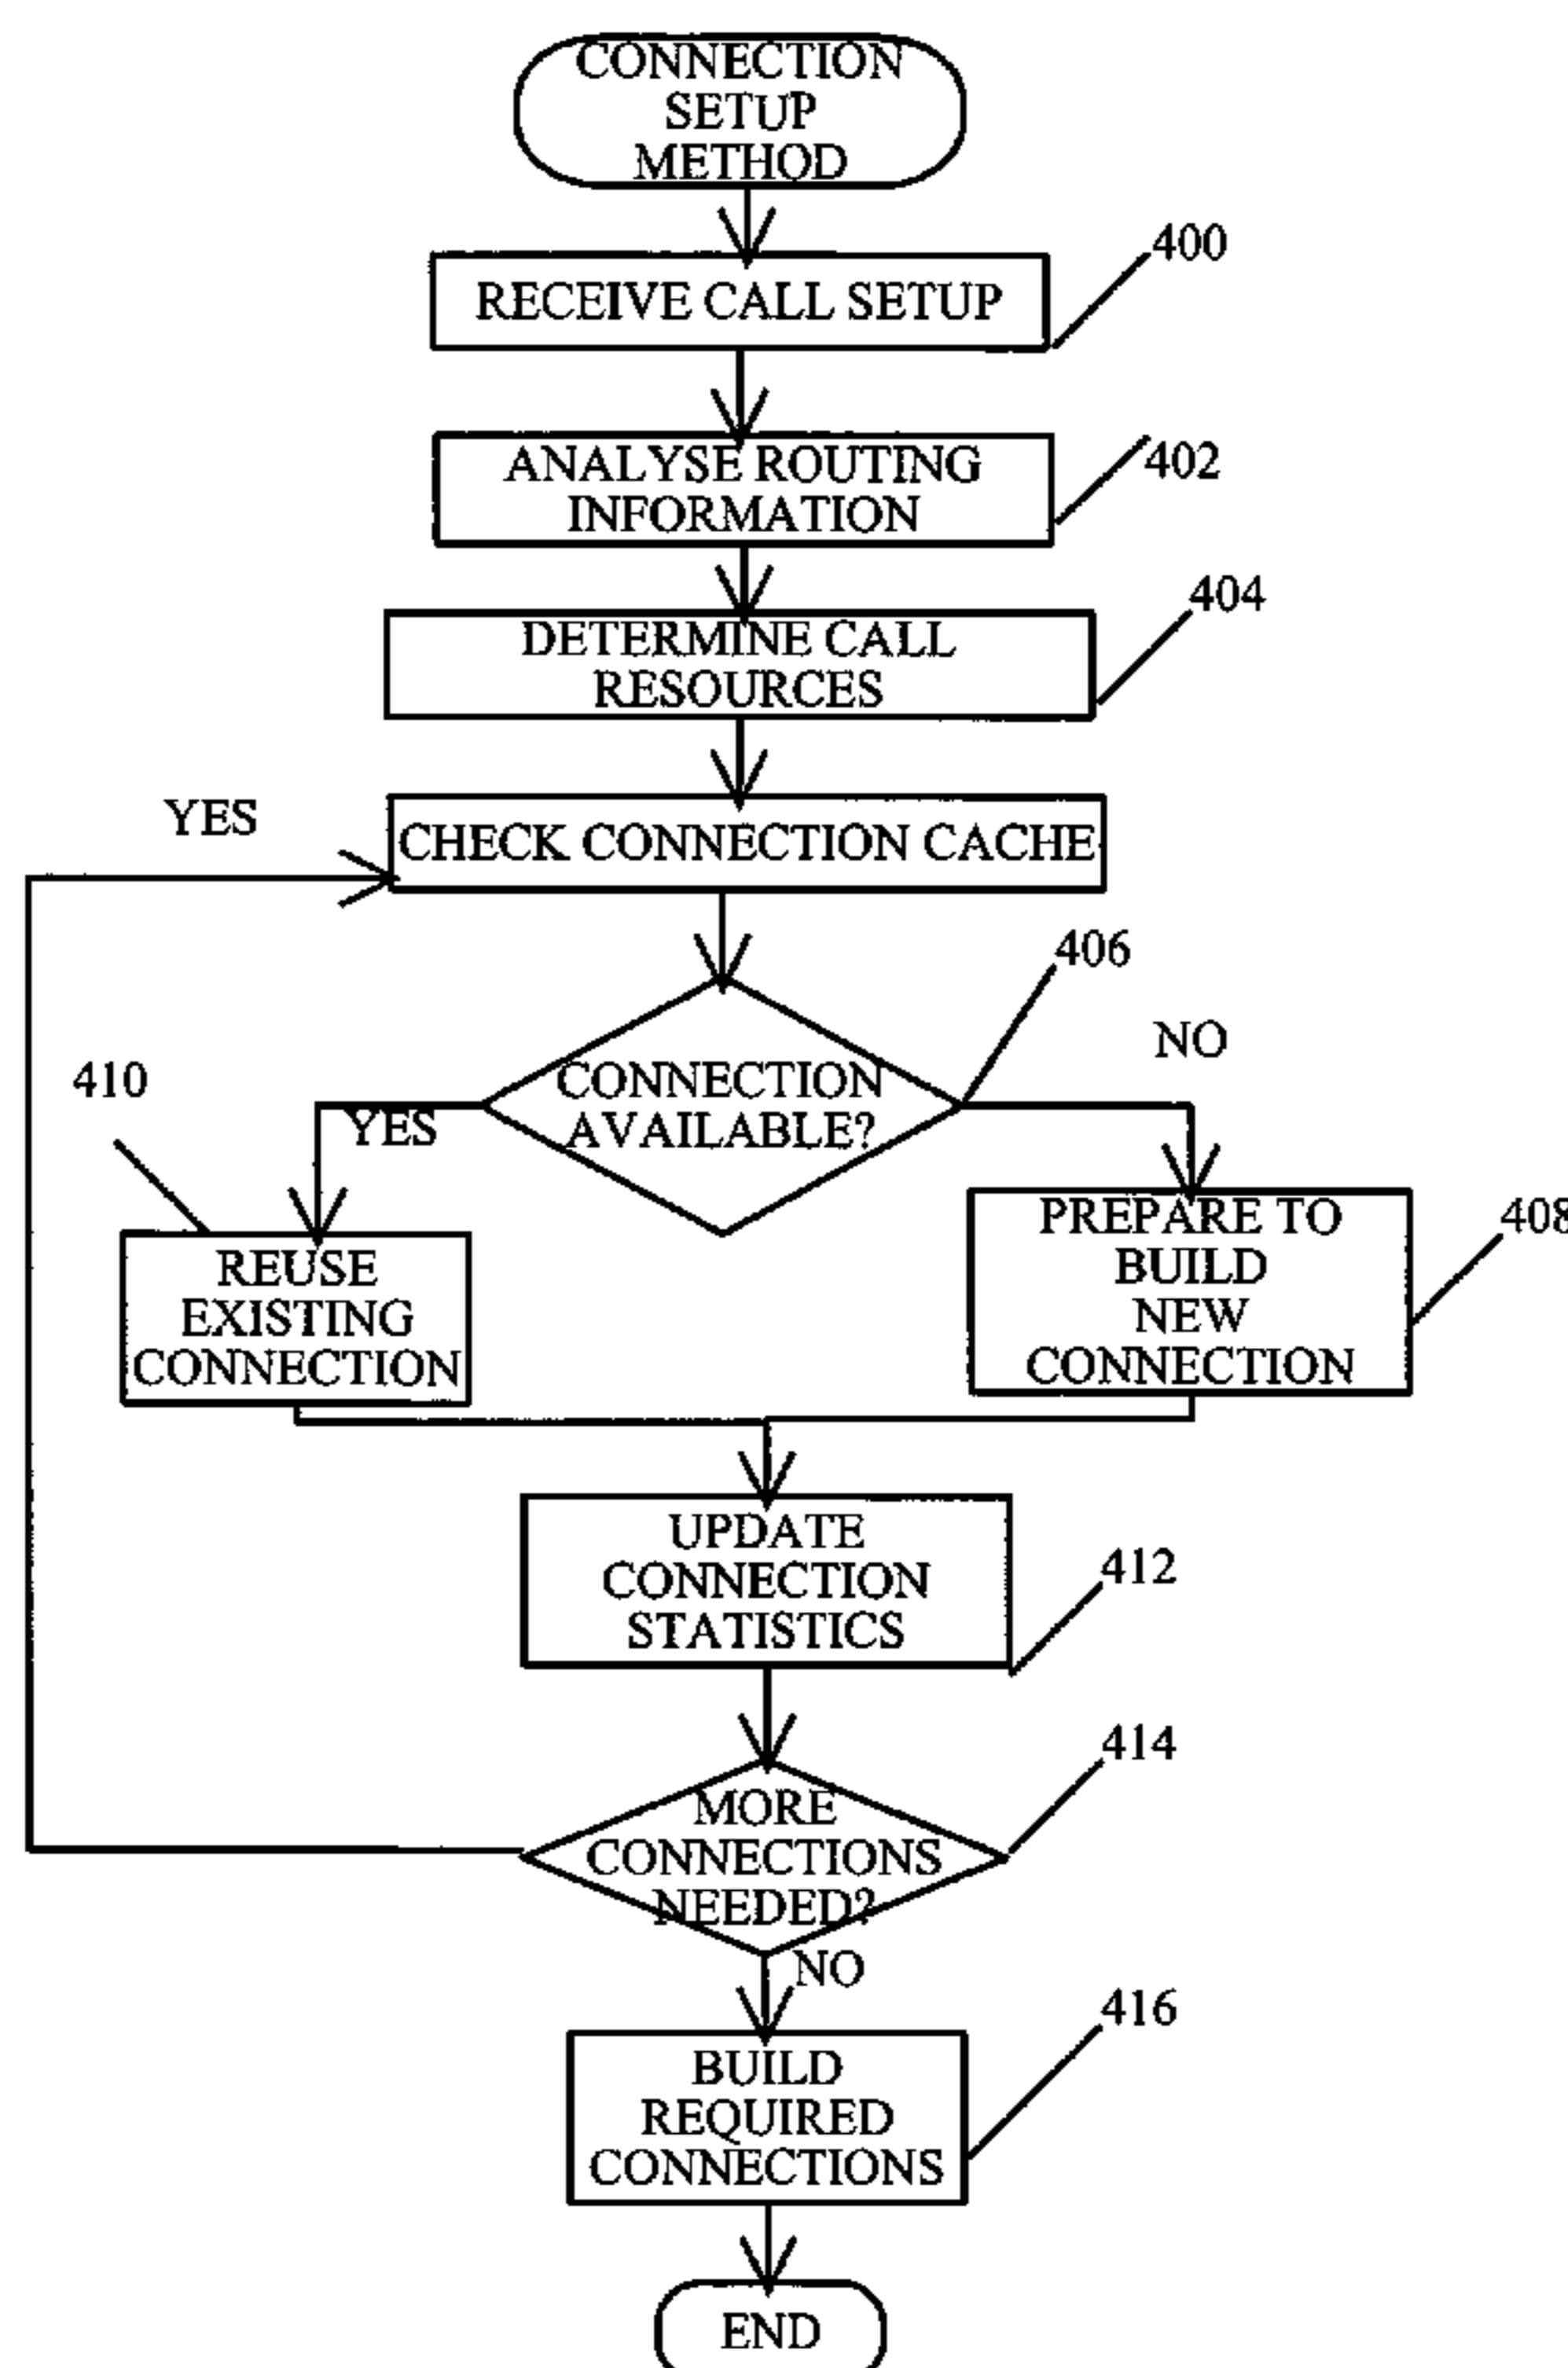 CONNECTION
SETUP
METHOD
400
RECEIVE CALL SETUP
ANALYSE ROUTING
INFORMATION
402
404
DETERMINE CALL
RESOURCES
YES
CHECK CONNECTION CACHE
406
NO
410
CONNECTION
AVAILABLE?
YES
REUSE
EXISTING
CONNECTION
PREPARE TO
BUILD
NEW
CONNECTION
408
UPDATE
CONNECTION
STATISTICS
412
414
MORE
CONNECTIONS
NEEDED?
NO
416
BUILD
REQUIRED
CONNECTIONS
END